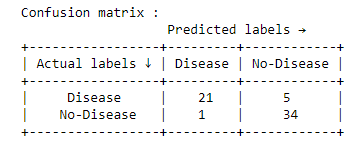 Confusion matrix :
Predicted labels →
+------------------+---------+------------+
| Actual labels ↓ | Disease | No-Disease |
+------------------+---------+------------+
| Disease | 21 | 5 |
| No-Disease | 1 | 34 |
+------------------+---------+------------+